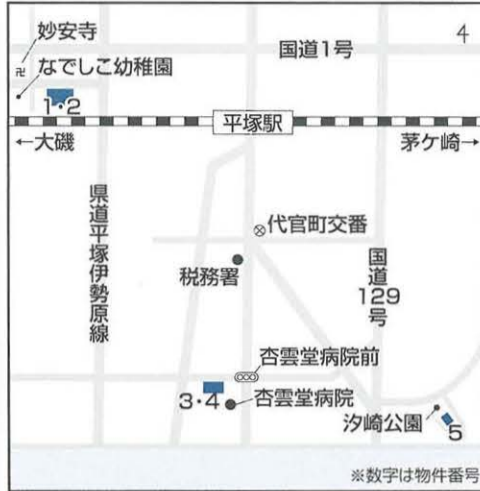 妙安寺
国道1号
4
卍
なでしこ幼稚園
1・2
平塚駅
←大磯
茅ケ崎→
県道平塚伊勢原線
代官町交番
税務署
国道129号
杏雲堂病院前
3・4
杏雲堂病院
汐崎公園
5
※数字は物件番号